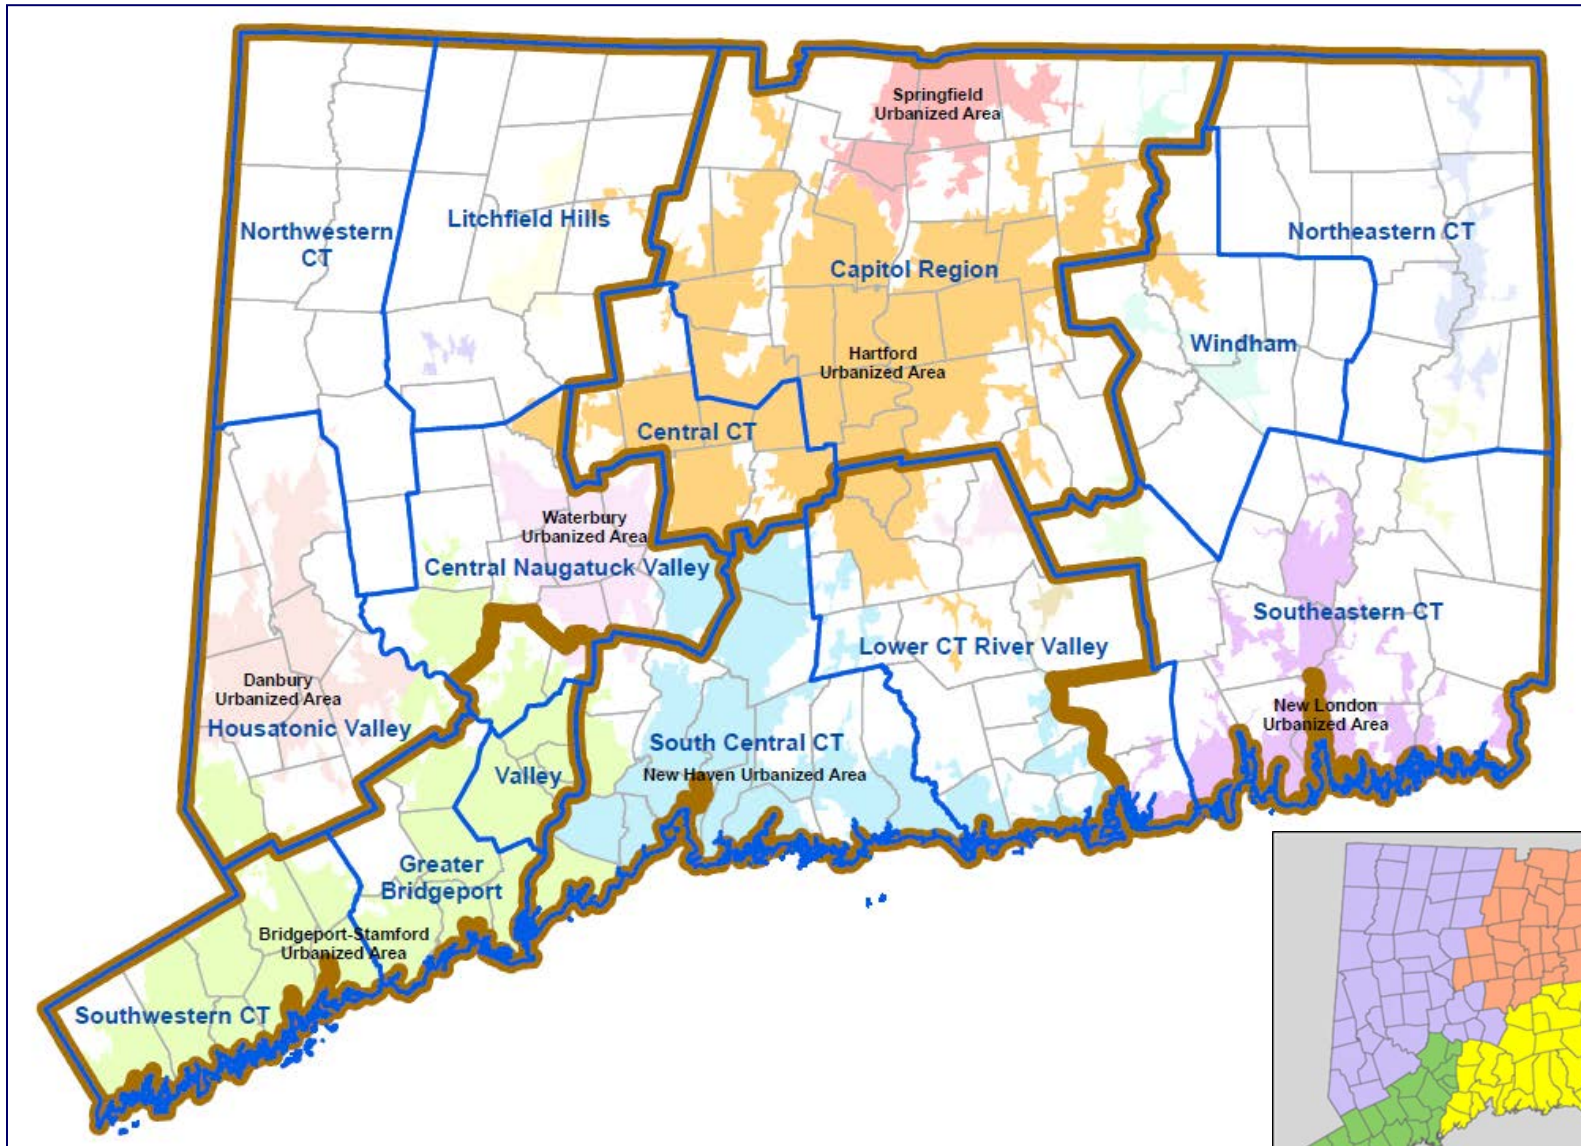 Springfield
Urbanized Area
Northwestern
CT
Litchfield Hills
Northeastern CT
Capitol Region
Windham
Hartford
Urbanized Area
Central CT
Waterbury
Urbanized Area
Central Naugatuck Valley
Southeastern CT
Lower CT River Valley
Danbury
Urbanized Area
Housatonic Valley
New London
Urbanized Area
South Central CT
New Haven Urbanized Area
Valley
Greater
Bridgeport
Bridgeport-Stamford
Urbanized Area
Southwestern CT